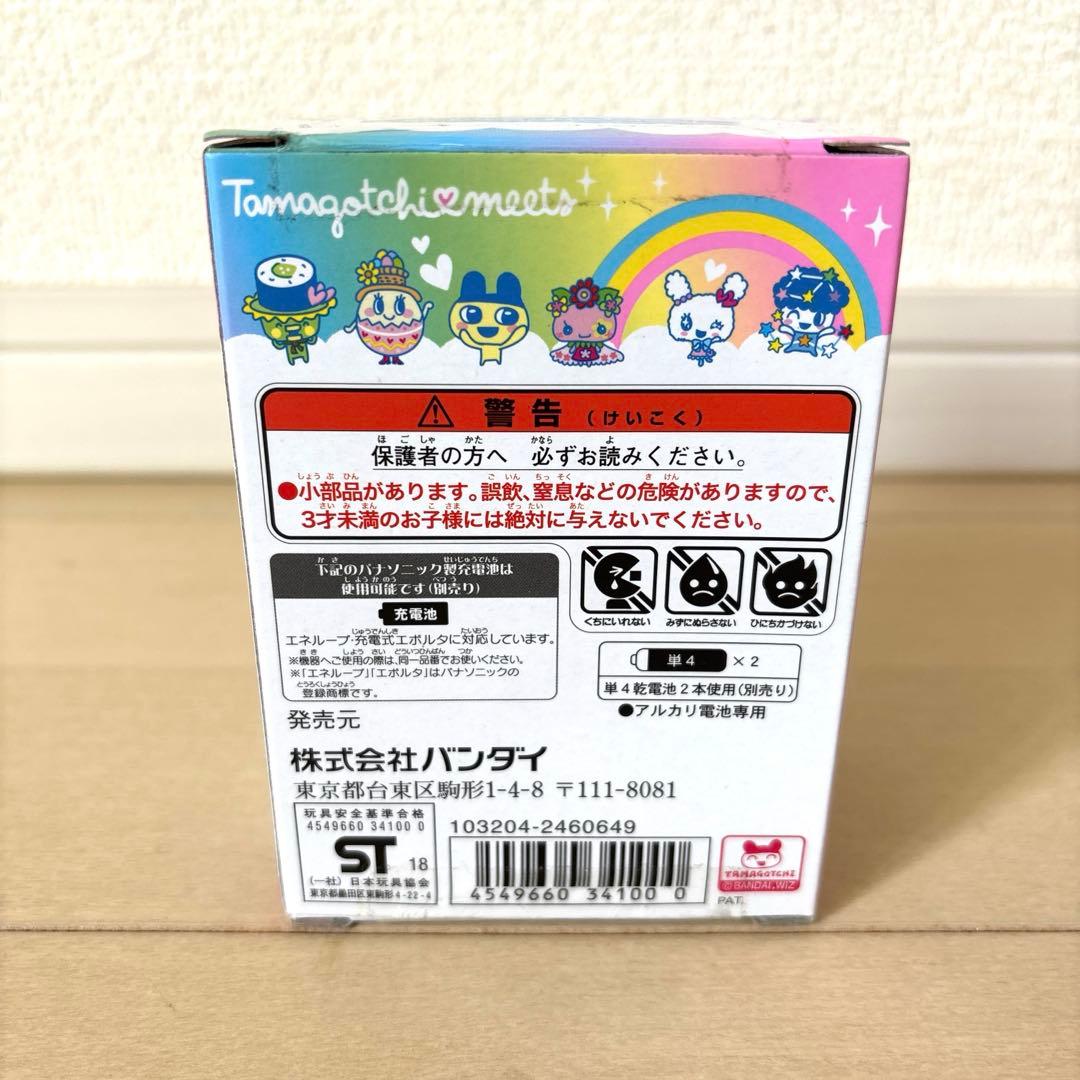 Tamagotchi♥meets
⚠ 警告 (けいこく)
保護者の方へ 必ずお読みください。
●小部品があります。誤飲、窒息などの危険がありますので、
3才未満のお子様には絶対に与えないでください。
下記のパナソニック製充電池は
使用可能です(別売り)
充電池
エネループ・充電式エボルタに対応しています。
※機器へご使用の際は、同一品番でお使いください。
※「エネループ」「エボルタ」はパナソニックの
登録商標です。
くちにいれない みずにぬらさない ひにちかづけない
単4 ×2
単4乾電池2本使用(別売り)
●アルカリ電池専用
発売元
株式会社バンダイ
東京都台東区駒形1-4-8 〒111-8081
玩具安全基準合格
4549660 34100 0
ST 18
(一社) 日本玩具協会
東京都墨田区東駒形4-22-4
103204-2460649
4549660 34100 0
TAMAGOTCHI
©BANDAI,WIZ
PAT.